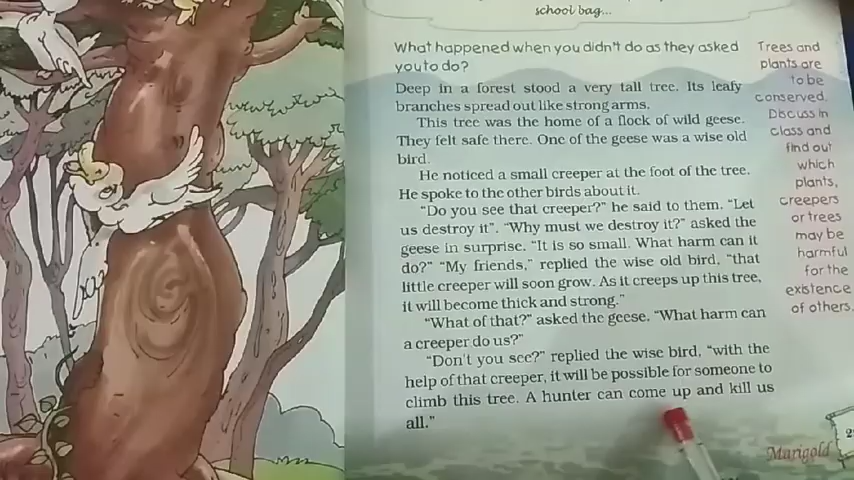 school bag...
What happened when you didn't do as they asked
you to do?
Deep in a forest stood a very tall tree. Its leafy
branches spread out like strong arms.
This tree was the home of a flock of wild geese.
They felt safe there. One of the geese was a wise old
bird.
He noticed a small creeper at the foot of the tree.
He spoke to the other birds about it.
"Do you see that creeper?" he said to them. "Let
us destroy it". "Why must we destroy it?" asked the
geese in surprise. "It is so small. What harm can it
do?" "My friends," replied the wise old bird, "that
little creeper will soon grow. As it creeps up this tree,
it will become thick and strong."
"What of that?" asked the geese. "What harm can
a creeper do us?"
"Don't you see?" replied the wise bird, "with the
help of that creeper, it will be possible for someone to
climb this tree. A hunter can come up and kill us
all."
Trees and
plants are
to be
conserved.
Discuss in
class and
find out
which
plants,
creepers
or trees
may be
harmful
for the
existence
of others.
Marigold